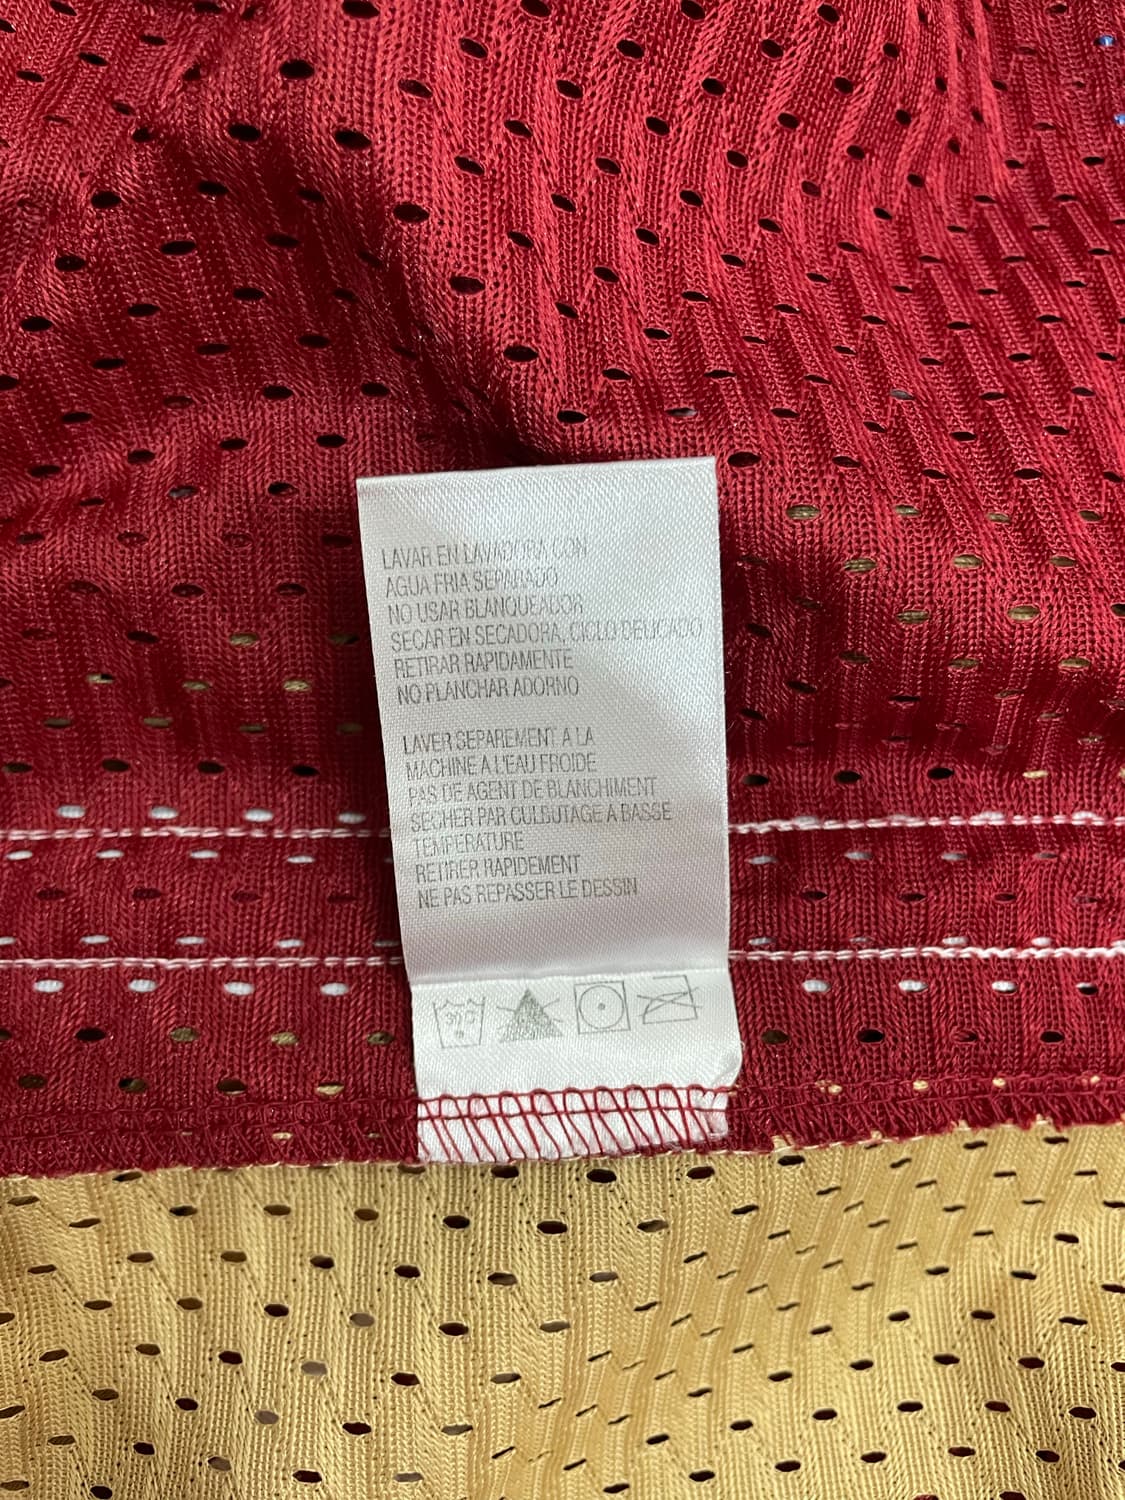 LAVAR EN LAVADORA CON
AGUA FRIA SEPARADO
NO USAR BLANQUEADOR
SECAR EN SECADORA, CICLO DELICADO
RETIRAR RAPIDAMENTE
NO PLANCHAR ADORNO
LAVER SEPAREMENT A LA
MACHINE A L'EAU FROIDE
PAS DE AGENT DE BLANCHIMENT
SECHER PAR CULBUTAGE A BASSE
TEMPERATURE
RETIRER RAPIDEMENT
NE PAS REPASSER LE DESSIN